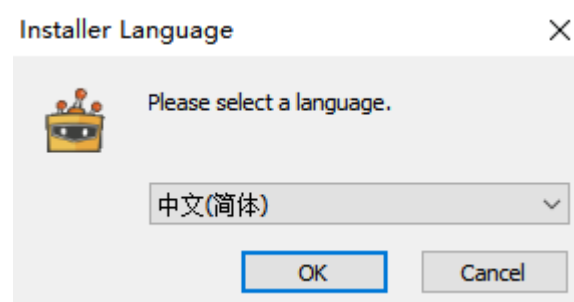 Installer Language
Please select a language.
中文(简体)
OK
Cancel